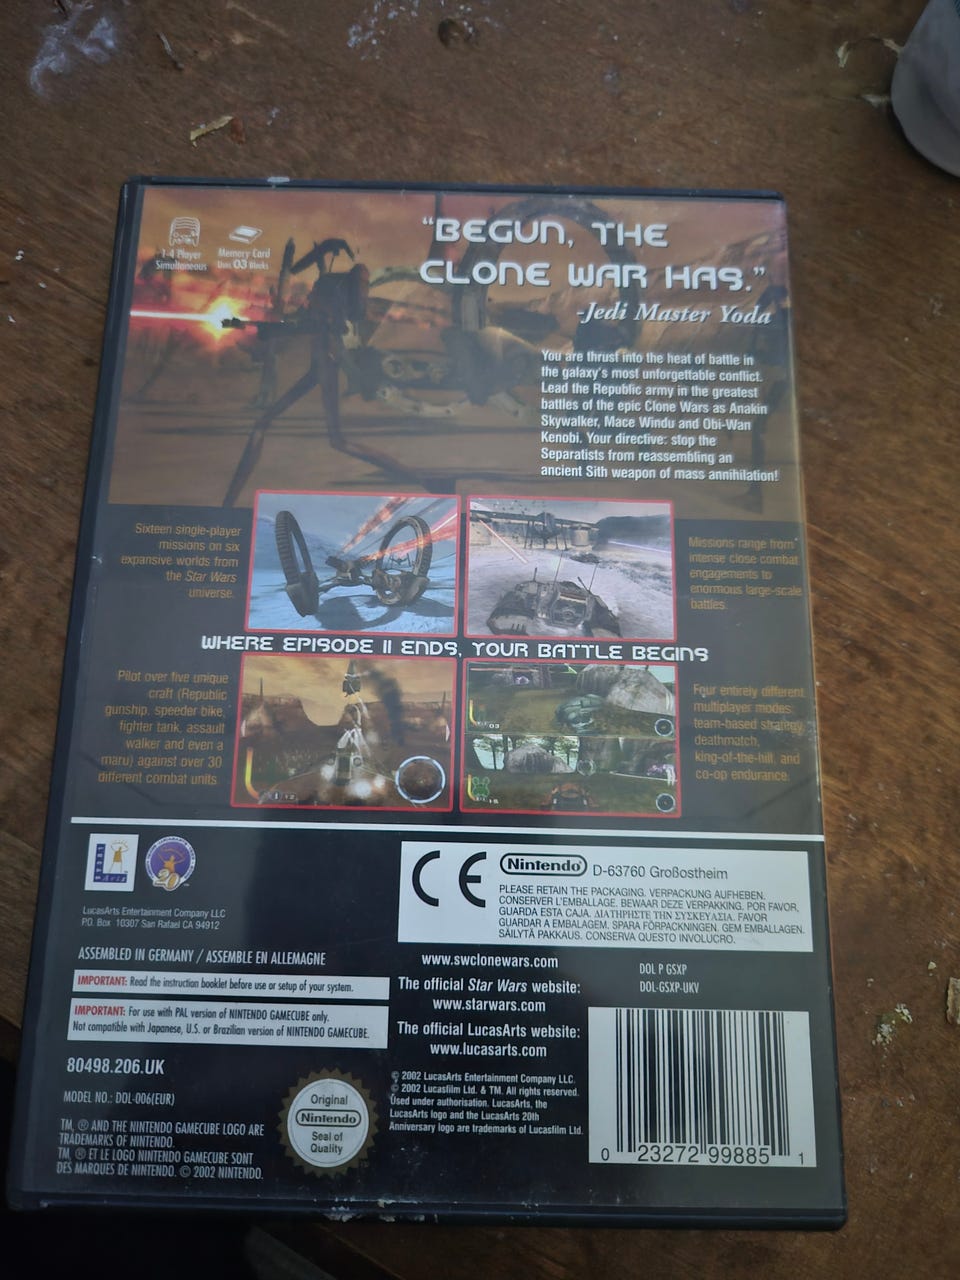 1-4 Player
Simultaneous
Memory Card
Uses 03 Blocks
"BEGUN, THE
CLONE WAR HAS."
-Jedi Master Yoda
You are thrust into the heat of battle in
the galaxy's most unforgettable conflict.
Lead the Republic army in the greatest
battles of the epic Clone Wars as Anakin
Skywalker, Mace Windu and Obi-Wan
Kenobi. Your directive: stop the
Separatists from reassembling an
ancient Sith weapon of mass annihilation!
Sixteen single-player
missions on six
expansive worlds from
the Star Wars
universe.
Missions range from
intense close combat
engagements to
enormous large-scale
battles.
WHERE EPISODE II ENDS, YOUR BATTLE BEGINS
Pilot over five unique
craft (Republic
gunship, speeder bike,
fighter tank, assault
walker and even a
maru) against over 30
different combat units.
Four entirely different
multiplayer modes:
team-based strategy,
deathmatch,
king-of-the-hill, and
co-op endurance.
LucasArts Entertainment Company LLC
P.O. Box 10307 San Rafael CA 94912
CE
Nintendo D-63760 Großostheim
PLEASE RETAIN THE PACKAGING. VERPACKUNG AUFHEBEN.
CONSERVER L'EMBALLAGE. BEWAAR DEZE VERPAKKING. POR FAVOR,
GUARDA ESTA CAJA. ΔΙΑΤΗΡΗΣΤΕ ΤΗΝ ΣΥΣΚΕΥΑΣΙΑ. FAVOR
GUARDAR A EMBALAGEM. SPARA FÖRPACKNINGEN. GEM EMBALLAGEN.
SÄILYTÄ PAKKAUS. CONSERVA QUESTO INVOLUCRO.
ASSEMBLED IN GERMANY / ASSEMBLE EN ALLEMAGNE
IMPORTANT: Read the instruction booklet before use or setup of your system.
IMPORTANT: For use with PAL version of NINTENDO GAMECUBE only.
Not compatible with Japanese, U.S. or Brazilian version of NINTENDO GAMECUBE.
www.swclonewars.com
The official Star Wars website:
www.starwars.com
The official LucasArts website:
www.lucasarts.com
DOL P GSXP
DOL-GSXP-UKV
80498.206.UK
MODEL NO.: DOL-006(EUR)
TM, ® AND THE NINTENDO GAMECUBE LOGO ARE
TRADEMARKS OF NINTENDO.
TM, ® ET LE LOGO NINTENDO GAMECUBE SONT
DES MARQUES DE NINTENDO. © 2002 NINTENDO.
Original
Nintendo
Seal of
Quality
© 2002 LucasArts Entertainment Company LLC.
© 2002 Lucasfilm Ltd. & TM. All rights reserved.
Used under authorisation. LucasArts, the
LucasArts logo and the LucasArts 20th
Anniversary logo are trademarks of Lucasfilm Ltd.
0 23272 99885 1